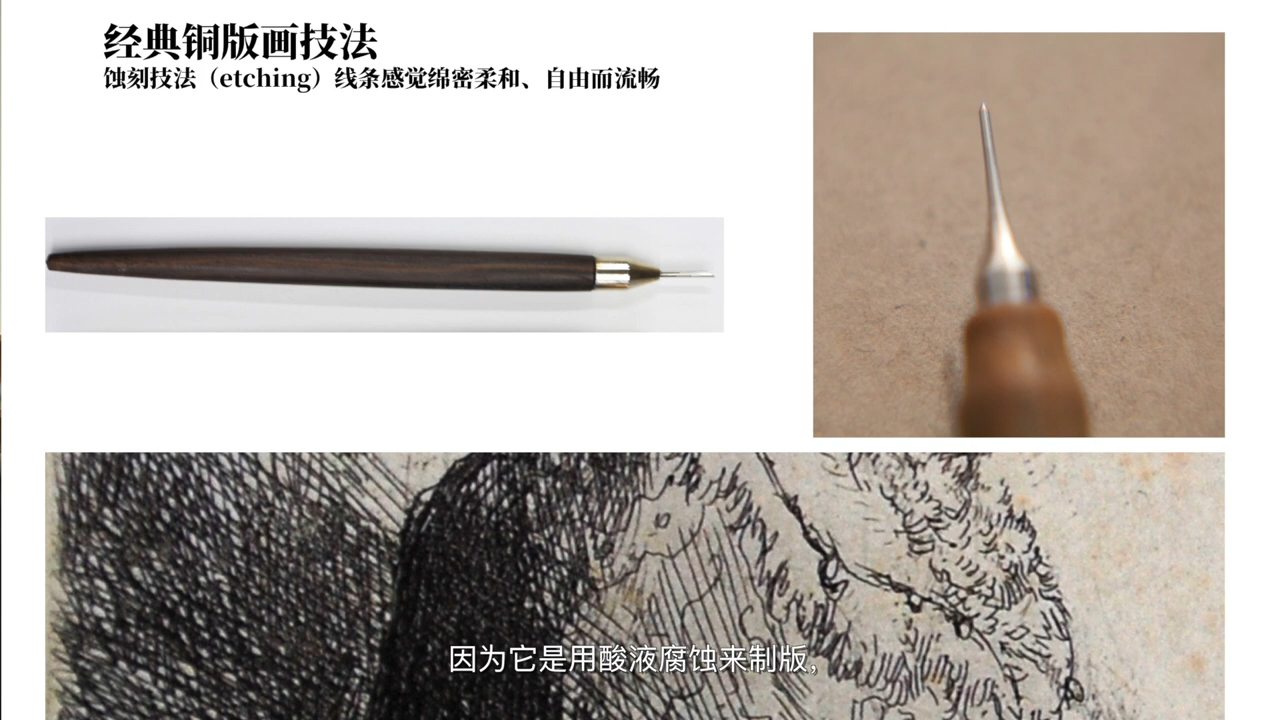 经典铜版画技法
蚀刻技法（etching）线条感觉绵密柔和、自由而流畅
因为它是用酸液腐蚀来制版,